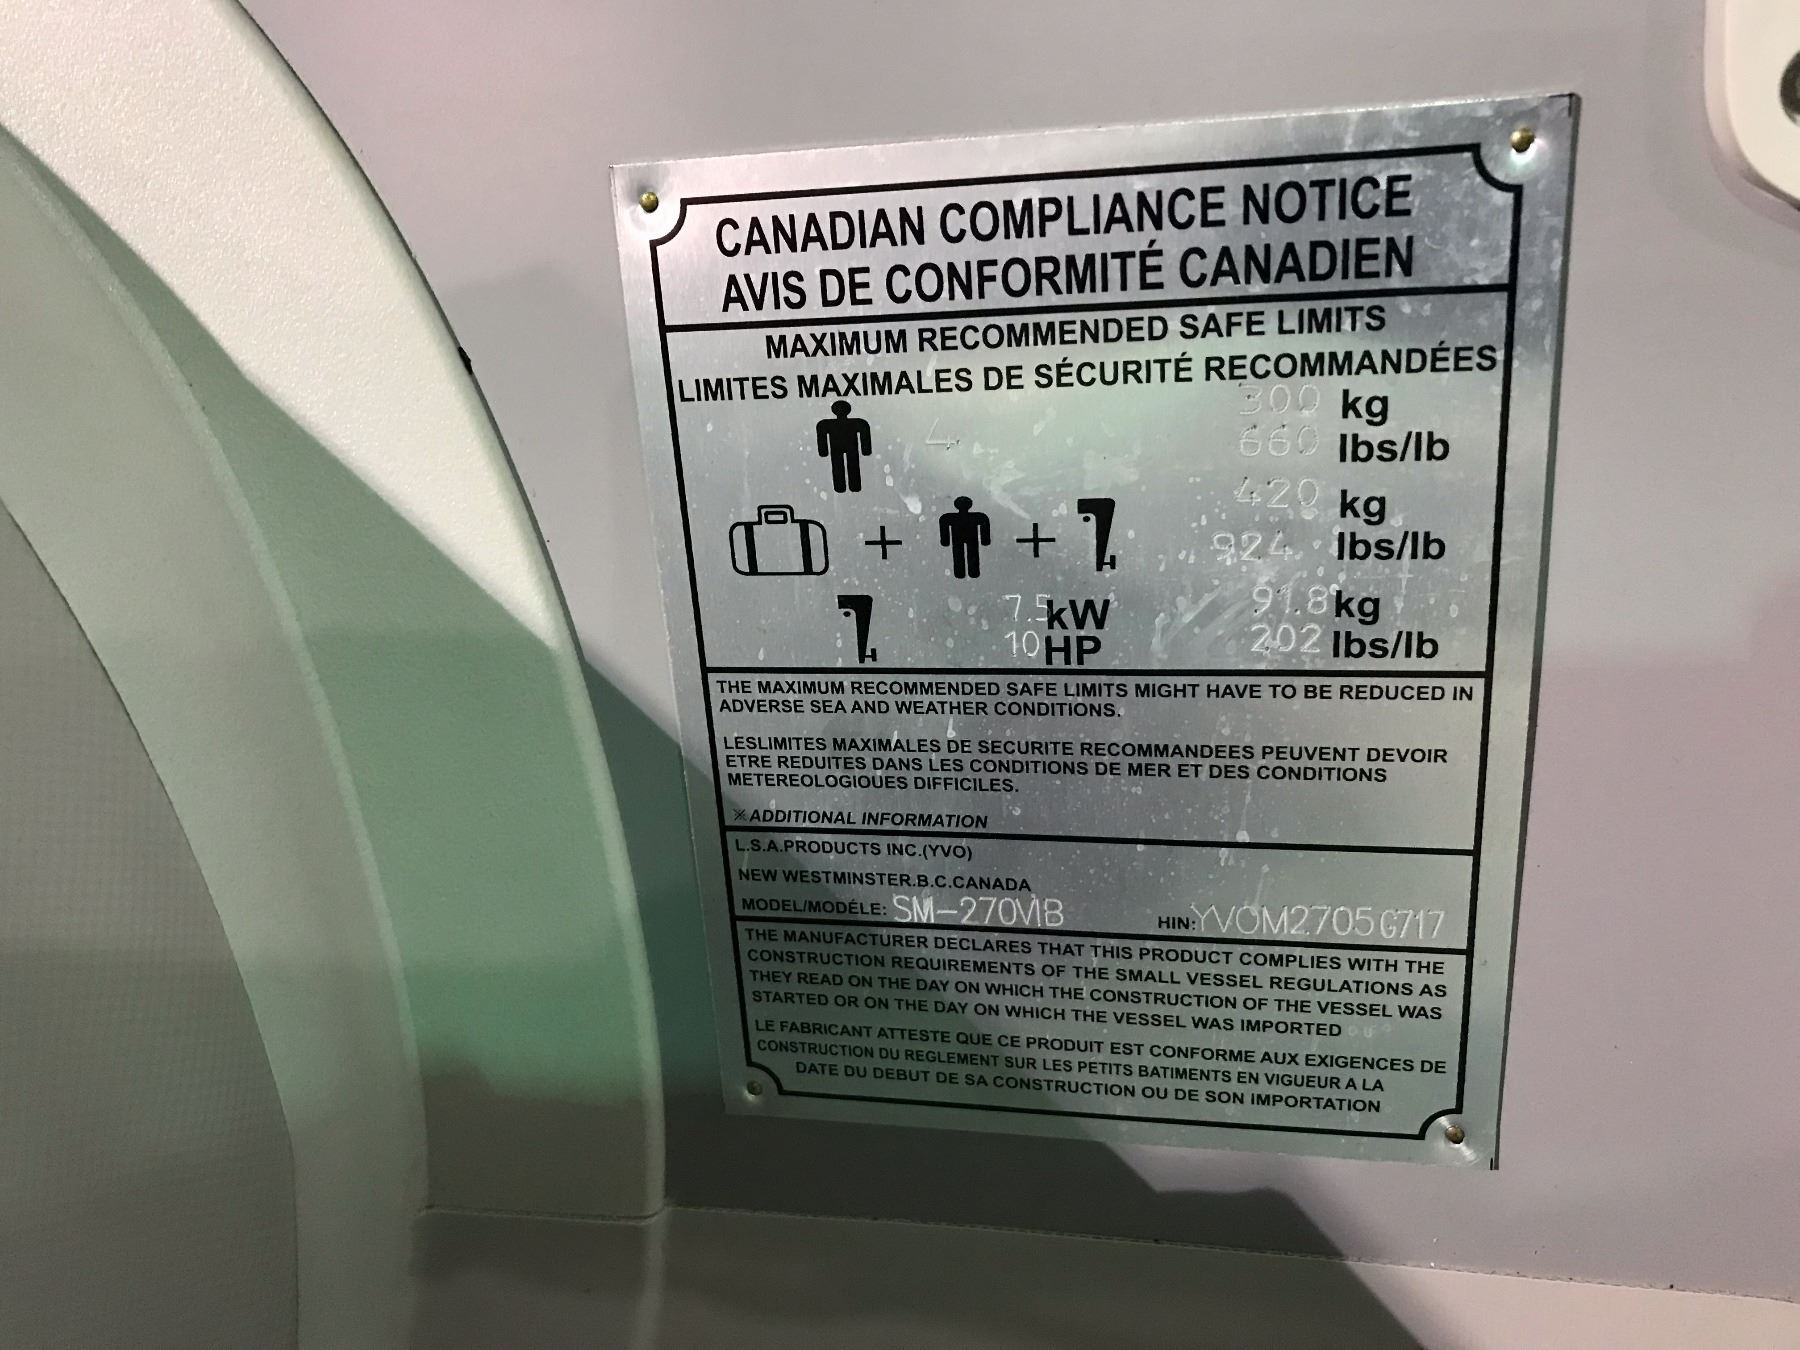 CANADIAN COMPLIANCE NOTICE
AVIS DE CONFORMITÉ CANADIEN
MAXIMUM RECOMMENDED SAFE LIMITS
LIMITES MAXIMALES DE SÉCURITÉ RECOMMANDÉES
300 kg
4 660 lbs/lb
420 kg
+ + 924 lbs/lb
7.5 kW 91.8 kg
10 HP 202 lbs/lb
THE MAXIMUM RECOMMENDED SAFE LIMITS MIGHT HAVE TO BE REDUCED IN
ADVERSE SEA AND WEATHER CONDITIONS.
LESLIMITES MAXIMALES DE SECURITE RECOMMANDEES PEUVENT DEVOIR
ETRE REDUITES DANS LES CONDITIONS DE MER ET DES CONDITIONS
METEREOLOGIOUES DIFFICILES.
※ADDITIONAL INFORMATION
L.S.A.PRODUCTS INC.(YVO)
NEW WESTMINSTER.B.C.CANADA
MODEL/MODÉLE: SM-270VIB HIN:YVOM2705G717
THE MANUFACTURER DECLARES THAT THIS PRODUCT COMPLIES WITH THE
CONSTRUCTION REQUIREMENTS OF THE SMALL VESSEL REGULATIONS AS
THEY READ ON THE DAY ON WHICH THE CONSTRUCTION OF THE VESSEL WAS
STARTED OR ON THE DAY ON WHICH THE VESSEL WAS IMPORTED
LE FABRICANT ATTESTE QUE CE PRODUIT EST CONFORME AUX EXIGENCES DE
CONSTRUCTION DU REGLEMENT SUR LES PETITS BATIMENTS EN VIGUEUR A LA
DATE DU DEBUT DE SA CONSTRUCTION OU DE SON IMPORTATION